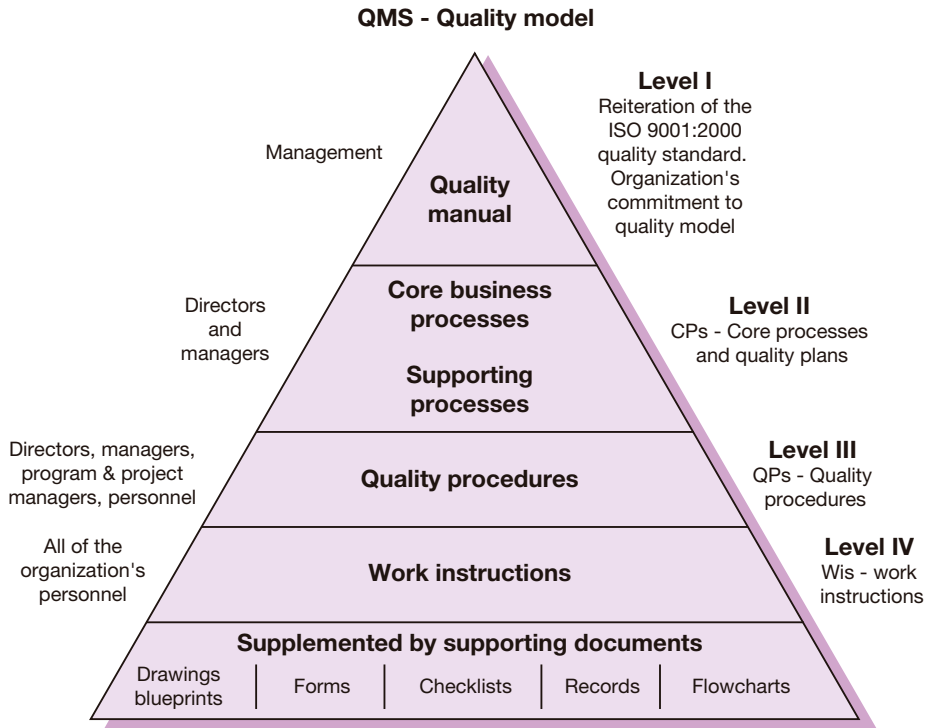 QMS - Quality model
Management
Quality
manual
Level I
Reiteration of the
ISO 9001:2000
quality standard.
Organization's
commitment to
quality model
Directors
and
managers
Core business
processes
Supporting
processes
Level II
CPs - Core processes
and quality plans
Directors, managers,
program & project
managers, personnel
Quality procedures
Level III
QPs - Quality
procedures
All of the
organization's
personnel
Work instructions
Level IV
Wis - work
instructions
Supplemented by supporting documents
Drawings
blueprints
Forms
Checklists
Records
Flowcharts